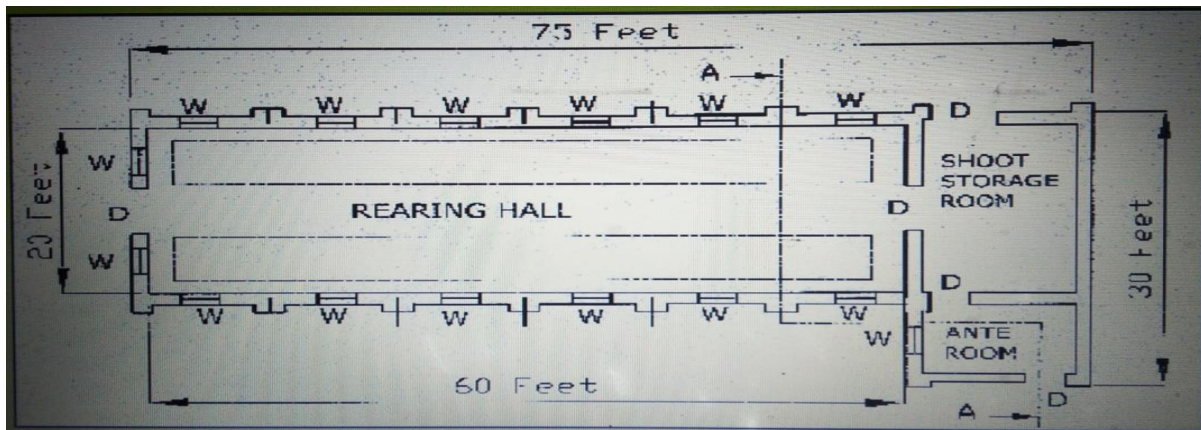 75 Feet
A
W W W W W W D
W
SHOOT
STORAGE
ROOM
20 Feet
D
REARING HALL
D
30 Feet
W
D
W W W W W W
W
ANTE
ROOM
60 Feet
A
D